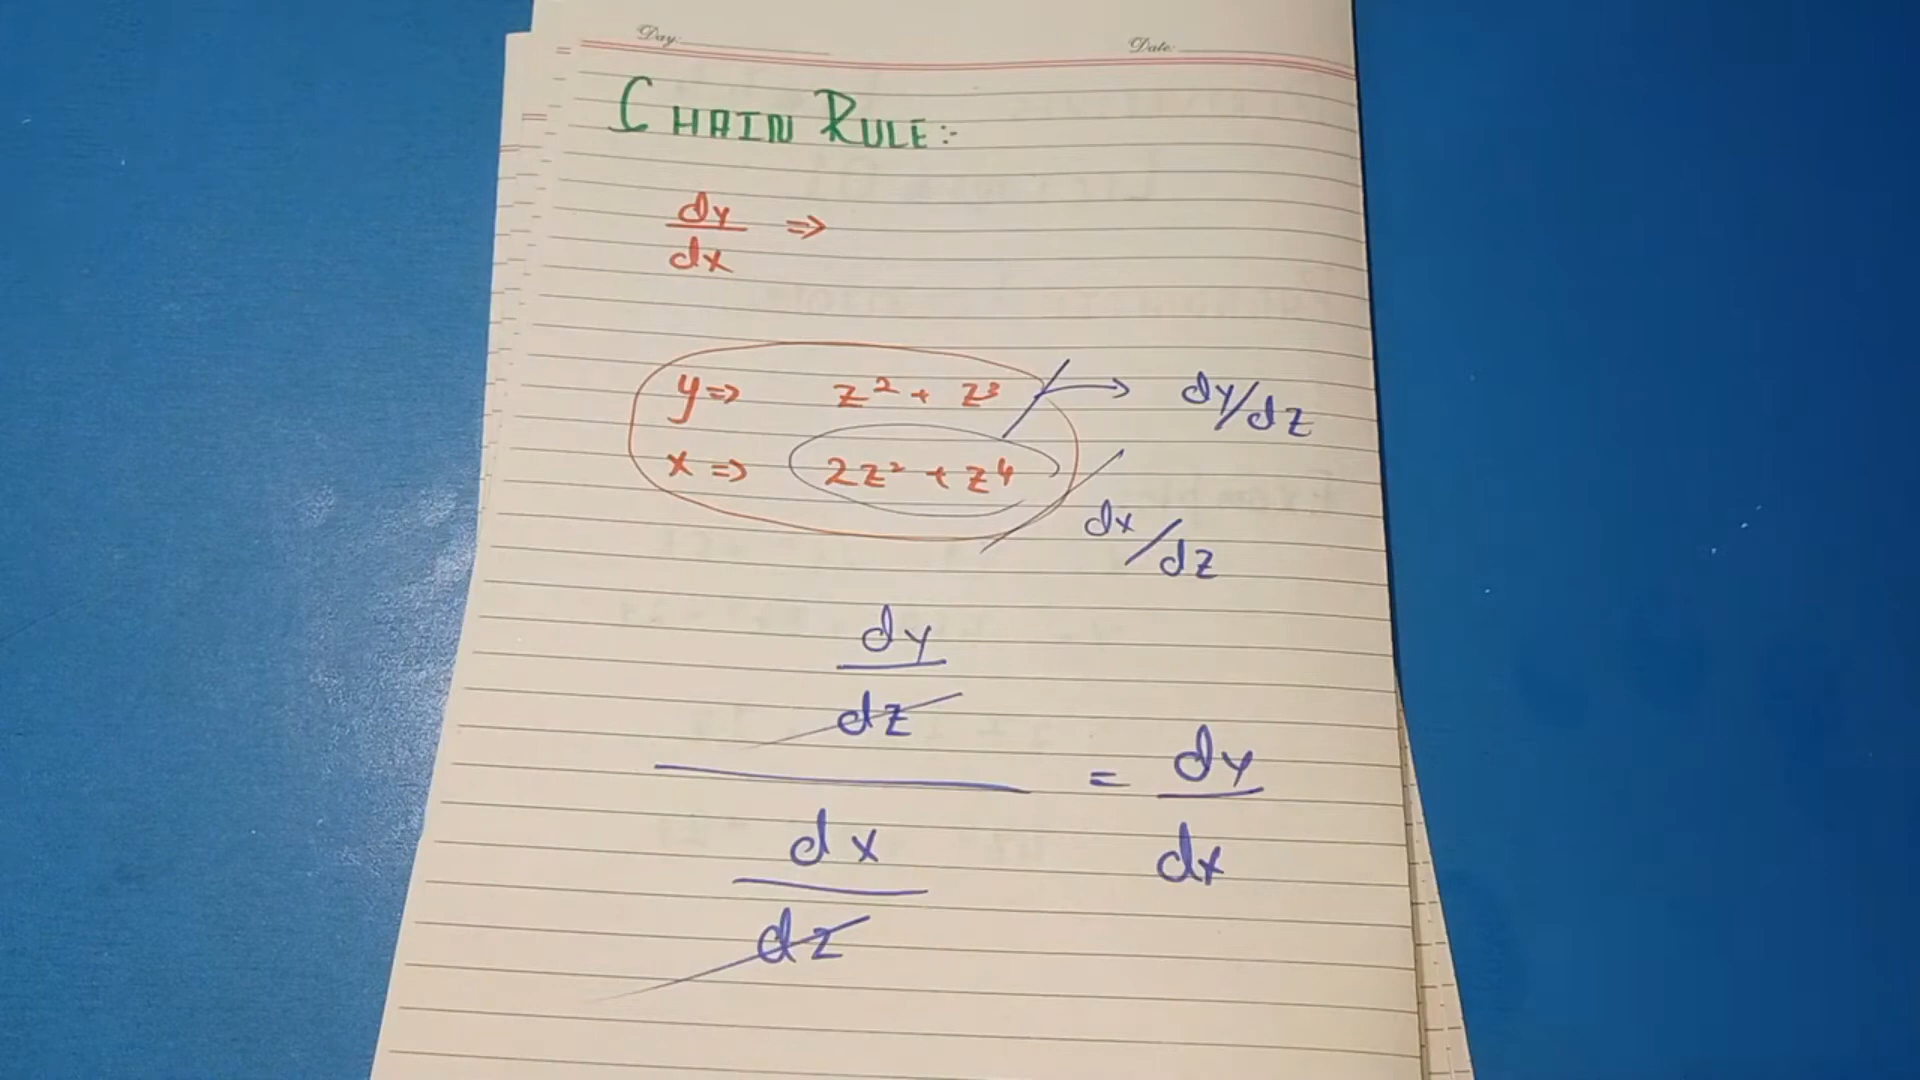 Day:
Date:
CHAIN RULE:-
dy/dx ⇒
y ⇒ z² + z³ → dy/dz
x ⇒ 2z² + z⁴
dx/dz
dy
dz
= dy
dx
dx
dz